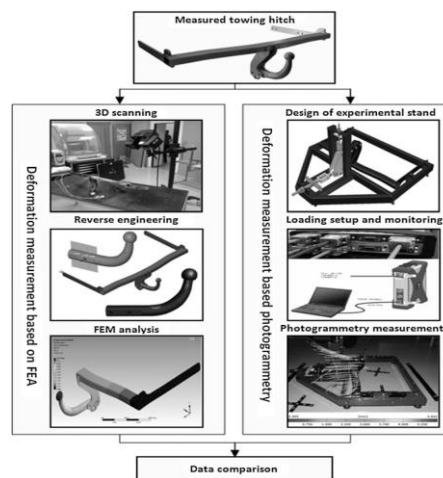 Measured towing hitch
Deformation measurement based on FEA
3D scanning
Reverse engineering
FEM analysis
Deformation measurement based photogrammetry
Design of experimental stand
Loading setup and monitoring
Photogrammetry measurement
Data comparison